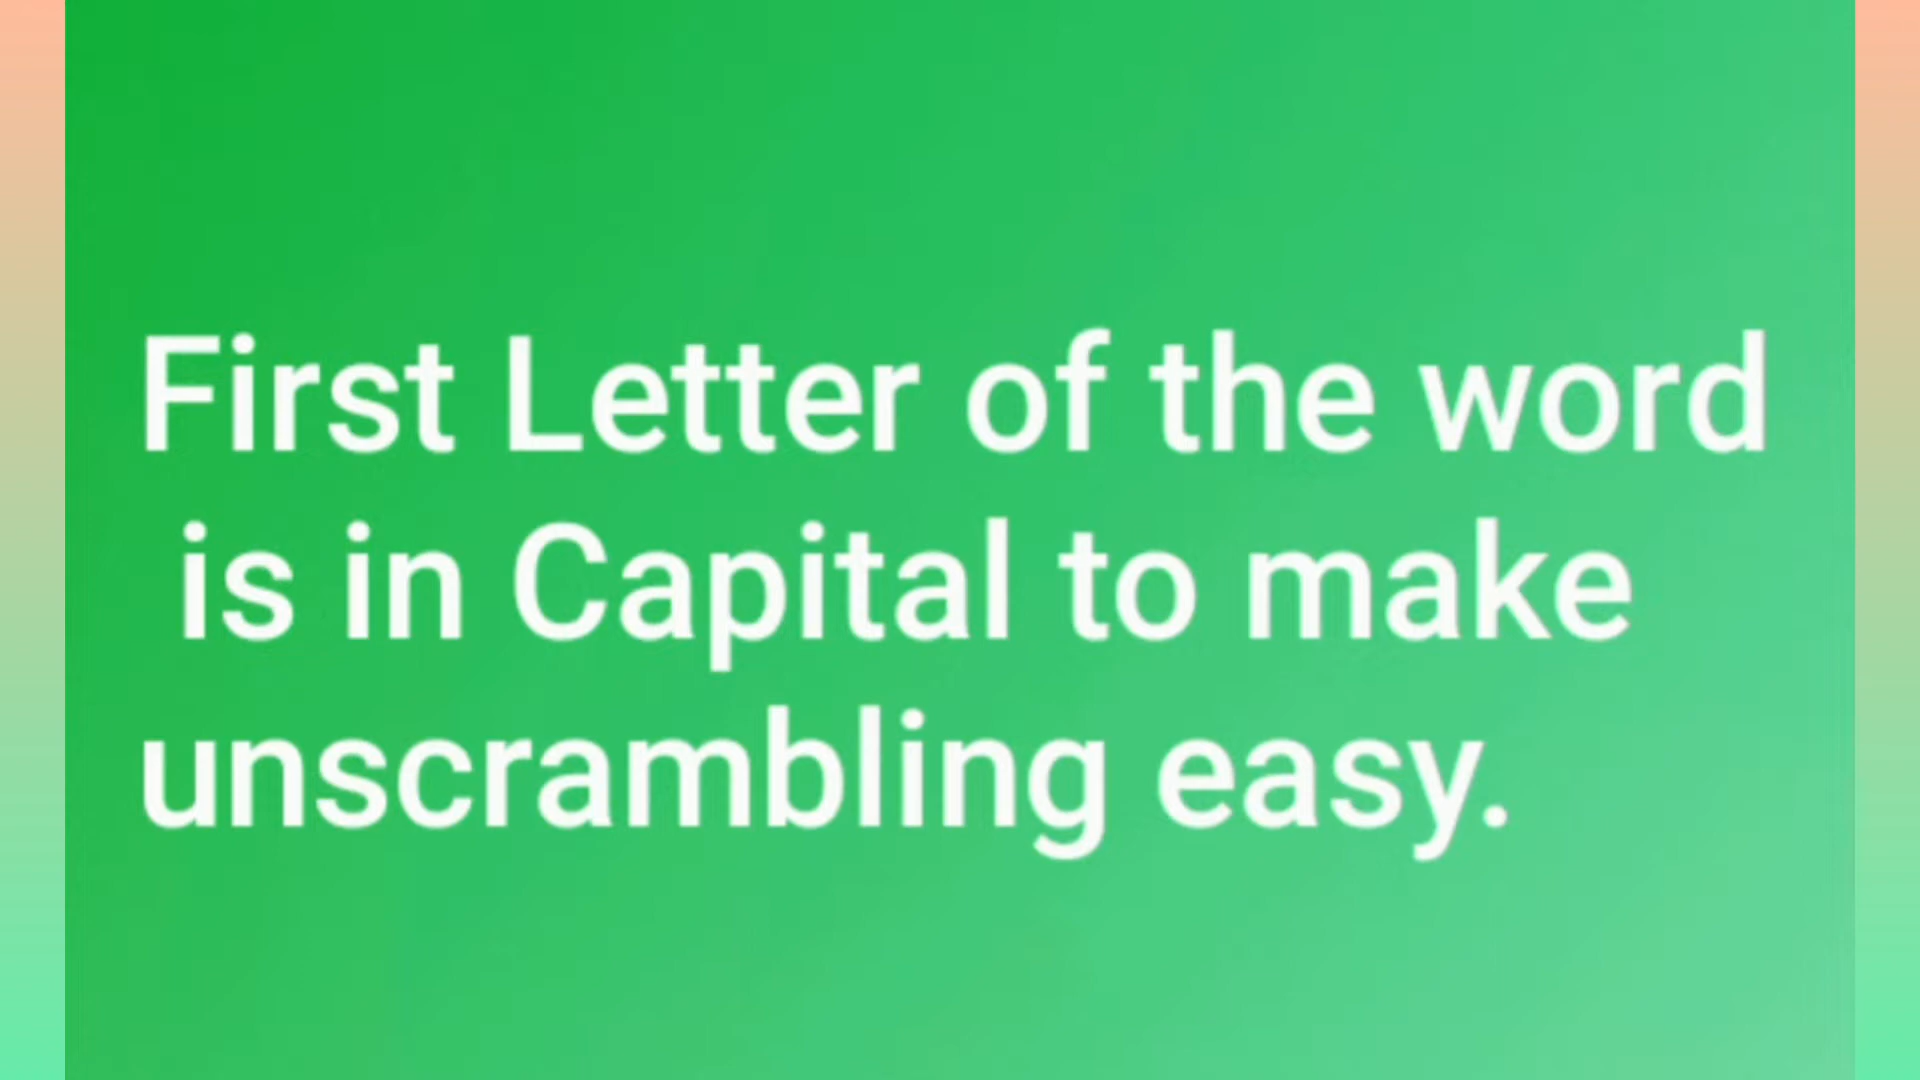 First Letter of the word
is in Capital to make
unscrambling easy.